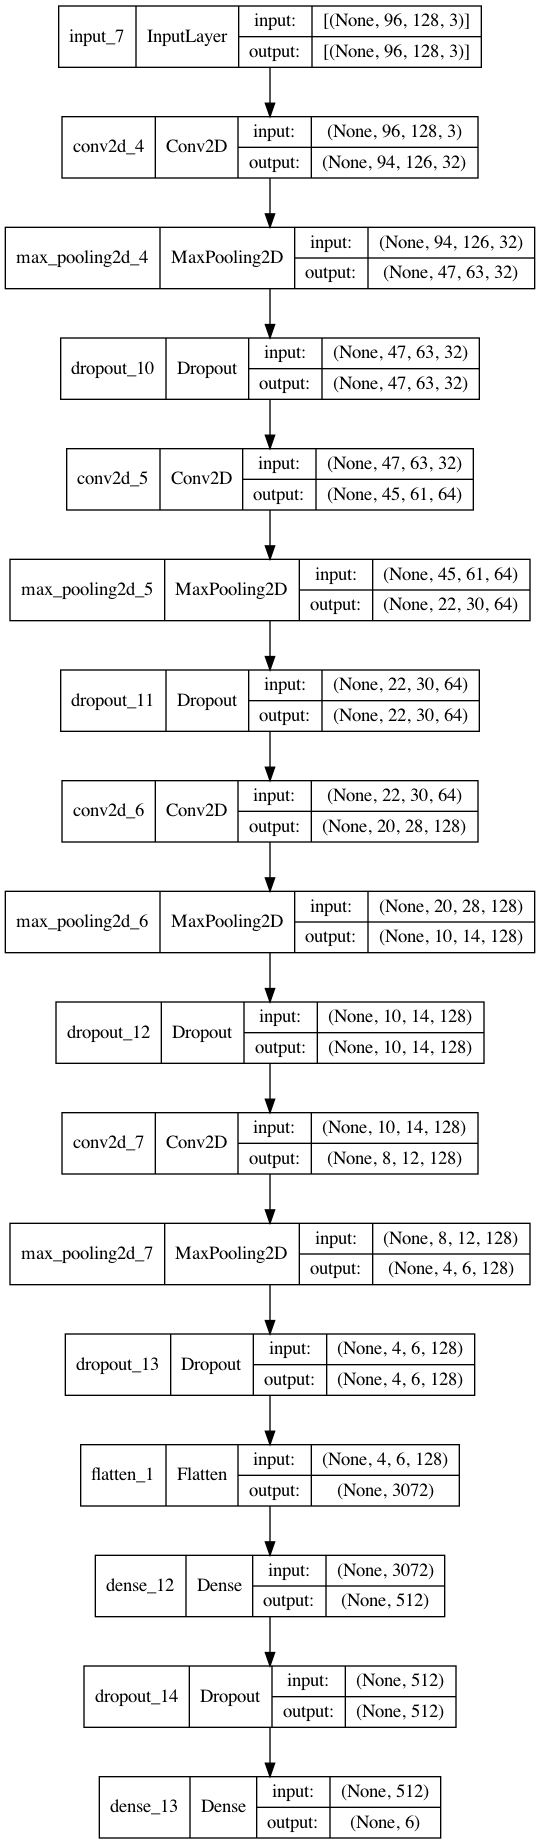 input_7 InputLayer input: [(None, 96, 128, 3)]
output: [(None, 96, 128, 3)]
conv2d_4 Conv2D input: (None, 96, 128, 3)
output: (None, 94, 126, 32)
max_pooling2d_4 MaxPooling2D input: (None, 94, 126, 32)
output: (None, 47, 63, 32)
dropout_10 Dropout input: (None, 47, 63, 32)
output: (None, 47, 63, 32)
conv2d_5 Conv2D input: (None, 47, 63, 32)
output: (None, 45, 61, 64)
max_pooling2d_5 MaxPooling2D input: (None, 45, 61, 64)
output: (None, 22, 30, 64)
dropout_11 Dropout input: (None, 22, 30, 64)
output: (None, 22, 30, 64)
conv2d_6 Conv2D input: (None, 22, 30, 64)
output: (None, 20, 28, 128)
max_pooling2d_6 MaxPooling2D input: (None, 20, 28, 128)
output: (None, 10, 14, 128)
dropout_12 Dropout input: (None, 10, 14, 128)
output: (None, 10, 14, 128)
conv2d_7 Conv2D input: (None, 10, 14, 128)
output: (None, 8, 12, 128)
max_pooling2d_7 MaxPooling2D input: (None, 8, 12, 128)
output: (None, 4, 6, 128)
dropout_13 Dropout input: (None, 4, 6, 128)
output: (None, 4, 6, 128)
flatten_1 Flatten input: (None, 4, 6, 128)
output: (None, 3072)
dense_12 Dense input: (None, 3072)
output: (None, 512)
dropout_14 Dropout input: (None, 512)
output: (None, 512)
dense_13 Dense input: (None, 512)
output: (None, 6)